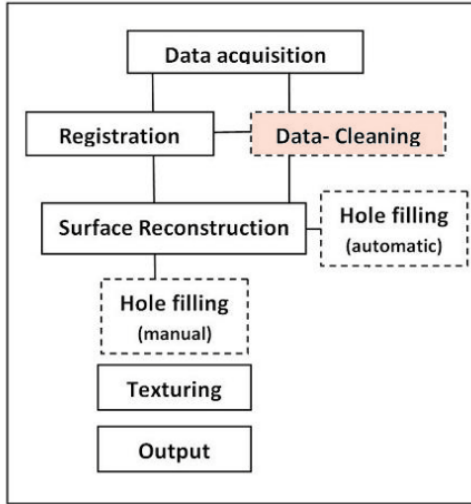 Data acquisition
Registration
Data- Cleaning
Surface Reconstruction
Hole filling
(automatic)
Hole filling
(manual)
Texturing
Output